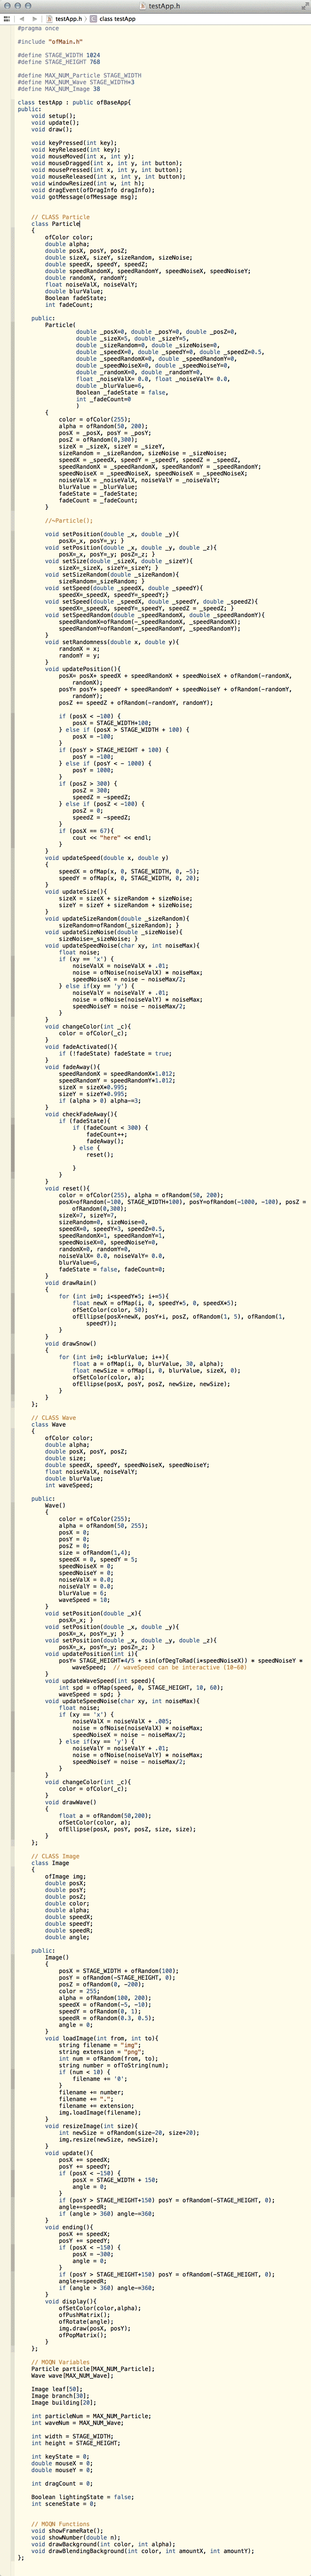 testApp.h
testApp.h › class testApp
#pragma once
#include "ofMain.h"
#define STAGE_WIDTH 1024
#define STAGE_HEIGHT 768
#define MAX_NUM_Particle STAGE_WIDTH
#define MAX_NUM_Wave STAGE_WIDTH*3
#define MAX_NUM_Image 38
class testApp : public ofBaseApp{
public:
void setup();
void update();
void draw();
void keyPressed(int key);
void keyReleased(int key);
void mouseMoved(int x, int y);
void mouseDragged(int x, int y, int button);
void mousePressed(int x, int y, int button);
void mouseReleased(int x, int y, int button);
void windowResized(int w, int h);
void dragEvent(ofDragInfo dragInfo);
void gotMessage(ofMessage msg);
// CLASS Particle
class Particle
{
ofColor color;
double alpha;
double posX, posY, posZ;
double sizeX, sizeY, sizeRandom, sizeNoise;
double speedX, speedY, speedZ;
double speedRandomX, speedRandomY, speedNoiseX, speedNoiseY;
double randomX, randomY;
float noiseValX, noiseValY;
double blurValue;
Boolean fadeState;
int fadeCount;
public:
Particle(
double _posX=0, double _posY=0, double _posZ=0,
double _sizeX=5, double _sizeY=5,
double _sizeRandom=0, double _sizeNoise=0,
double _speedX=0, double _speedY=0, double _speedZ=0.5,
double _speedRandomX=0, double _speedRandomY=0,
double _speedNoiseX=0, double _speedNoiseY=0,
double _randomX=0, double _randomY=0,
float _noiseValX= 0.0, float _noiseValY= 0.0,
double _blurValue=6,
Boolean _fadeState = false,
int _fadeCount=0
)
{
color = ofColor(255);
alpha = ofRandom(50, 200);
posX = _posX, posY = _posY;
posZ = ofRandom(0,300);
sizeX = _sizeX, sizeY = _sizeY,
sizeRandom = _sizeRandom, sizeNoise = _sizeNoise;
speedX = _speedX, speedY = _speedY, speedZ = _speedZ,
speedRandomX = _speedRandomX, speedRandomY = _speedRandomY;
speedNoiseX = _speedNoiseX, speedNoiseY = _speedNoiseY;
noiseValX = _noiseValX, noiseValY = _noiseValY;
blurValue = _blurValue;
fadeState = _fadeState;
fadeCount = _fadeCount;
}
//~Particle();
void setPosition(double _x, double _y){
posX=_x, posY=_y; }
void setPosition(double _x, double _y, double _z){
posX=_x, posY=_y; posZ=_z; }
void setSize(double _sizeX, double _sizeY){
sizeX=_sizeX, sizeY=_sizeY; }
void setSizeRandom(double _sizeRandom){
sizeRandom=_sizeRandom; }
void setSpeed(double _speedX, double _speedY){
speedX=_speedX, speedY=_speedY;}
void setSpeed(double _speedX, double _speedY, double _speedZ){
speedX=_speedX, speedY=_speedY, speedZ = _speedZ; }
void setSpeedRandom(double _speedRandomX, double _speedRandomY){
speedRandomX=ofRandom(-_speedRandomX, _speedRandomX);
speedRandomY=ofRandom(-_speedRandomY, _speedRandomY);
}
void setRandomness(double x, double y){
randomX = x;
randomY = y;
}
void updatePosition(){
posX= posX+ speedX + speedRandomX + speedNoiseX + ofRandom(-randomX,
randomX);
posY= posY+ speedY + speedRandomY + speedNoiseY + ofRandom(-randomY,
randomY);
posZ += speedZ + ofRandom(-randomY, randomY);
if (posX < -100) {
posX = STAGE_WIDTH+100;
} else if (posX > STAGE_WIDTH + 100) {
posX = -100;
}
if (posY > STAGE_HEIGHT + 100) {
posY = -100;
} else if (posY < - 1000) {
posY = 1000;
}
if (posZ > 300) {
posZ = 300;
speedZ = -speedZ;
} else if (posZ < -100) {
posZ = 0;
speedZ = -speedZ;
}
if (posX == 67){
cout << "here" << endl;
}
}
void updateSpeed(double x, double y)
{
speedX = ofMap(x, 0, STAGE_WIDTH, 0, -5);
speedY = ofMap(y, 0, STAGE_WIDTH, 0, 20);
}
void updateSize(){
sizeX = sizeX + sizeRandom + sizeNoise;
sizeY = sizeY + sizeRandom + sizeNoise;
}
void updateSizeRandom(double _sizeRandom){
sizeRandom=ofRandom(_sizeRandom); }
void updateSizeNoise(double _sizeNoise){
sizeNoise=_sizeNoise; }
void updateSpeedNoise(char xy, int noiseMax){
float noise;
if (xy == 'x') {
noiseValX = noiseValX + .01;
noise = ofNoise(noiseValX) * noiseMax;
speedNoiseX = noise - noiseMax/2;
} else if(xy == 'y') {
noiseValY = noiseValY + .01;
noise = ofNoise(noiseValY) * noiseMax;
speedNoiseY = noise - noiseMax/2;
}
}
void changeColor(int _c){
color = ofColor(_c);
}
void fadeActivated(){
if (!fadeState) fadeState = true;
}
void fadeAway(){
speedRandomX = speedRandomX*1.012;
speedRandomY = speedRandomY*1.012;
sizeX = sizeX*0.995;
sizeY = sizeY*0.995;
if (alpha > 0) alpha-=3;
}
void checkFadeAway(){
if (fadeState){
if (fadeCount < 300) {
fadeCount++;
fadeAway();
} else {
reset();
}
}
}
void reset(){
color = ofColor(255), alpha = ofRandom(50, 200);
posX=ofRandom(-100, STAGE_WIDTH+100), posY=ofRandom(-1000, -100), posZ =
ofRandom(0,300);
sizeX=7, sizeY=7,
sizeRandom=0, sizeNoise=0,
speedX=0, speedY=3, speedZ=0.5,
speedRandomX=1, speedRandomY=1,
speedNoiseX=0, speedNoiseY=0,
randomX=0, randomY=0,
noiseValX= 0.0, noiseValY= 0.0,
blurValue=6,
fadeState = false, fadeCount=0;
}
void drawRain()
{
for (int i=0; i<speedY*5; i+=5){
float newX = ofMap(i, 0, speedY*5, 0, speedX*5);
ofSetColor(color, 50);
ofEllipse(posX+newX, posY+i, posZ, ofRandom(1, 5), ofRandom(1,
speedY));
}
}
void drawSnow()
{
for (int i=0; i<blurValue; i++){
float a = ofMap(i, 0, blurValue, 30, alpha);
float newSize = ofMap(i, 0, blurValue, sizeX, 0);
ofSetColor(color, a);
ofEllipse(posX, posY, posZ, newSize, newSize);
}
}
};
// CLASS Wave
class Wave
{
ofColor color;
double alpha;
double posX, posY, posZ;
double size;
double speedX, speedY, speedNoiseX, speedNoiseY;
float noiseValX, noiseValY;
double blurValue;
int waveSpeed;
public:
Wave()
{
color = ofColor(255);
alpha = ofRandom(50, 255);
posX = 0;
posY = 0;
posZ = 0;
size = ofRandom(1,4);
speedX = 0, speedY = 5;
speedNoiseX = 0;
speedNoiseY = 0;
noiseValX = 0.0;
noiseValY = 0.0;
blurValue = 6;
waveSpeed = 10;
}
void setPosition(double _x){
posX=_x; }
void setPosition(double _x, double _y){
posX=_x, posY=_y; }
void setPosition(double _x, double _y, double _z){
posX=_x, posY=_y; posZ=_z; }
void updatePosition(int i){
posY= STAGE_HEIGHT*4/5 + sin(ofDegToRad(i+speedNoiseX)) * speedNoiseY +
waveSpeed;  // waveSpeed can be interactive (10-60)
}
void updateWaveSpeed(int speed){
int spd = ofMap(speed, 0, STAGE_HEIGHT, 10, 60);
waveSpeed = spd; }
void updateSpeedNoise(char xy, int noiseMax){
float noise;
if (xy == 'x') {
noiseValX = noiseValX + .005;
noise = ofNoise(noiseValX) * noiseMax;
speedNoiseX = noise - noiseMax/2;
} else if(xy == 'y') {
noiseValY = noiseValY + .01;
noise = ofNoise(noiseValY) * noiseMax;
speedNoiseY = noise - noiseMax/2;
}
}
void changeColor(int _c){
color = ofColor(_c);
}
void drawWave()
{
float a = ofRandom(50,200);
ofSetColor(color, a);
ofEllipse(posX, posY, posZ, size, size);
}
};
// CLASS Image
class Image
{
ofImage img;
double posX;
double posY;
double posZ;
double color;
double alpha;
double speedX;
double speedY;
double speedR;
double angle;
public:
Image()
{
posX = STAGE_WIDTH + ofRandom(100);
posY = ofRandom(-STAGE_HEIGHT, 0);
posZ = ofRandom(0, -200);
color = 255;
alpha = ofRandom(100, 200);
speedX = ofRandom(-5, -10);
speedY = ofRandom(0, 1);
speedR = ofRandom(0.3, 0.5);
angle = 0;
}
void loadImage(int from, int to){
string filename = "img";
string extension = "png";
int num = ofRandom(from, to);
string number = ofToString(num);
if (num < 10) {
filename += '0';
}
filename += number;
filename += ".";
filename += extension;
img.loadImage(filename);
}
void resizeImage(int size){
int newSize = ofRandom(size-20, size+20);
img.resize(newSize, newSize);
}
void update(){
posX += speedX;
posY += speedY;
if (posX < -150) {
posX = STAGE_WIDTH + 150;
angle = 0;
}
if (posY > STAGE_HEIGHT+150) posY = ofRandom(-STAGE_HEIGHT, 0);
angle+=speedR;
if (angle > 360) angle-=360;
}
void ending(){
posX += speedX;
posY += speedY;
if (posX < -150) {
posX = -300;
angle = 0;
}
if (posY > STAGE_HEIGHT+150) posY = ofRandom(-STAGE_HEIGHT, 0);
angle+=speedR;
if (angle > 360) angle-=360;
}
void display(){
ofSetColor(color,alpha);
ofPushMatrix();
ofRotate(angle);
img.draw(posX, posY);
ofPopMatrix();
}
};
// MOQN Variables
Particle particle[MAX_NUM_Particle];
Wave wave[MAX_NUM_Wave];
Image leaf[50];
Image branch[30];
Image building[20];
int particleNum = MAX_NUM_Particle;
int waveNum = MAX_NUM_Wave;
int width = STAGE_WIDTH;
int height = STAGE_HEIGHT;
int keyState = 0;
double mouseX = 0;
double mouseY = 0;
int dragCount = 0;
Boolean lightingState = false;
int sceneState = 0;
// MOQN Functions
void showFrameRate();
void showNumber(double n);
void drawBackground(int color, int alpha);
void drawBlendingBackground(int color, int amountX, int amountY);
};